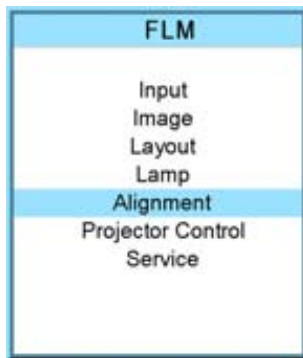 FLM
Input
Image
Layout
Lamp
Alignment
Projector Control
Service